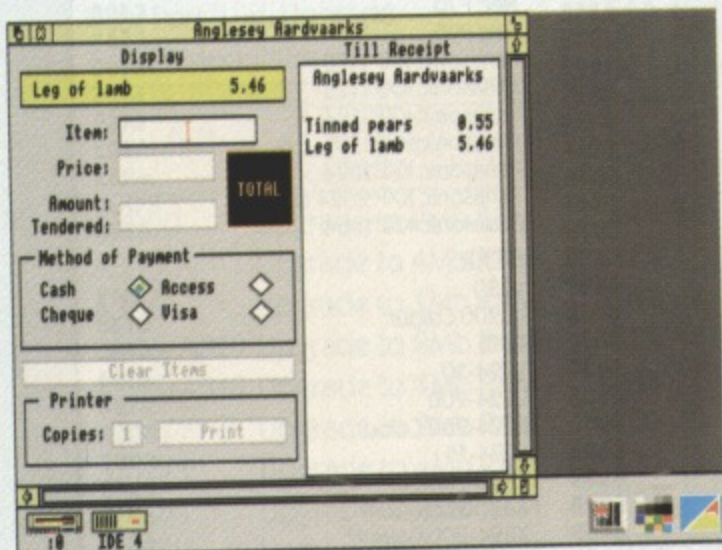 Anglesey Aardvaarks
Display
Leg of lamb 5.46
Item:
Price:
TOTAL
Amount
Tendered:
Method of Payment
Cash Access
Cheque Visa
Clear Items
Printer
Copies: 1 Print
Till Receipt
Anglesey Aardvaarks
Tinned pears 0.55
Leg of lamb 5.46
:0 IDE 4